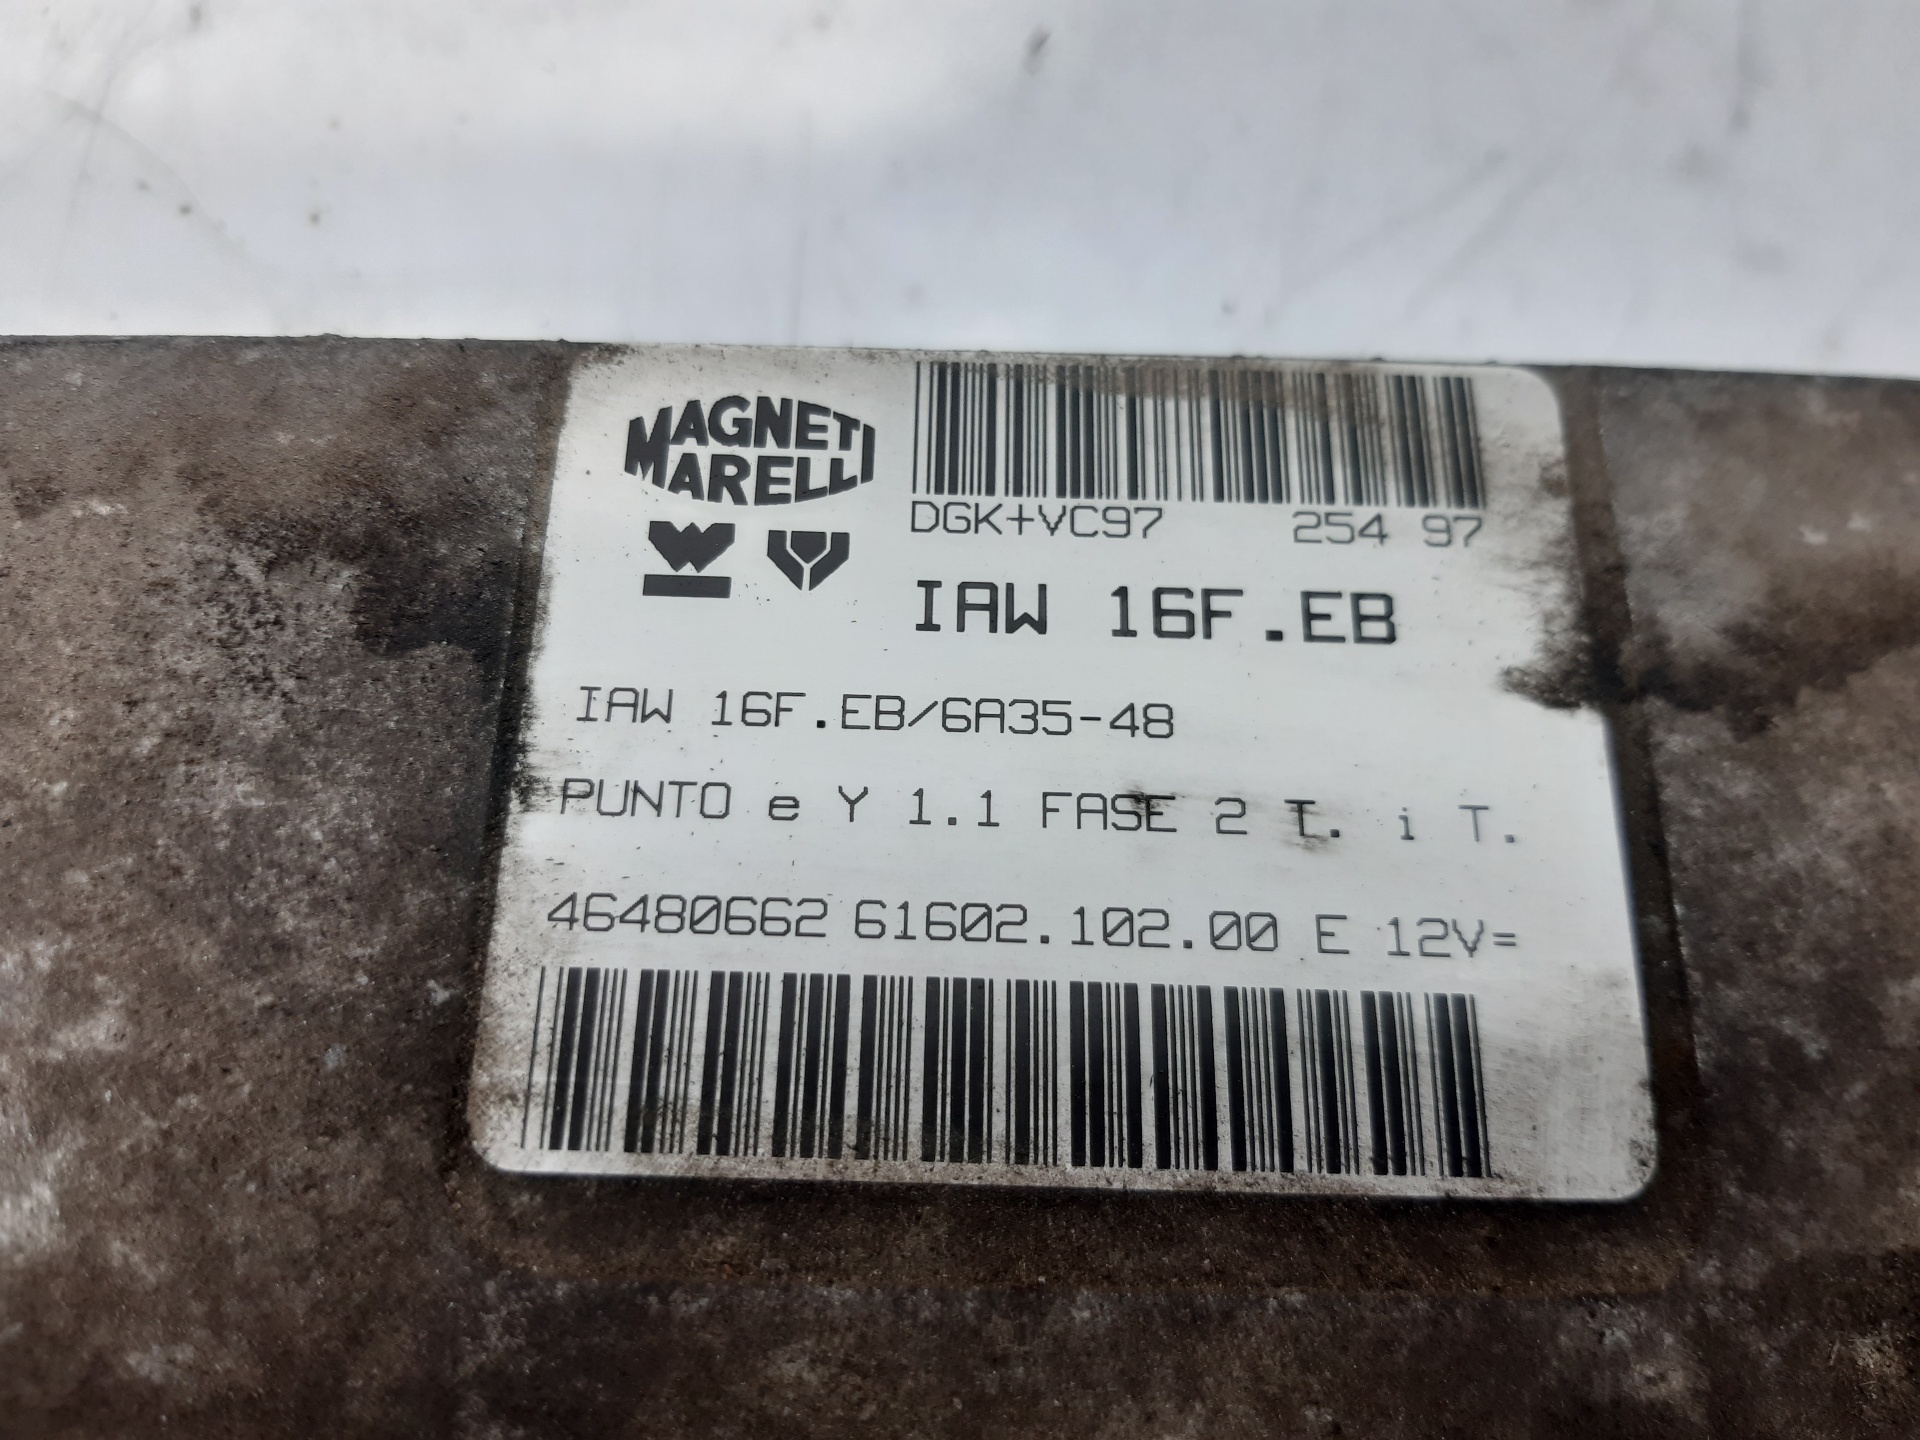 MAGNETI
MARELLI
DGK+VC97 254 97
IAW 16F.EB
IAW 16F.EB/6A35-48
PUNTO e Y 1.1 FASE 2 T. i T.
46480662 61602.102.00 E 12V=